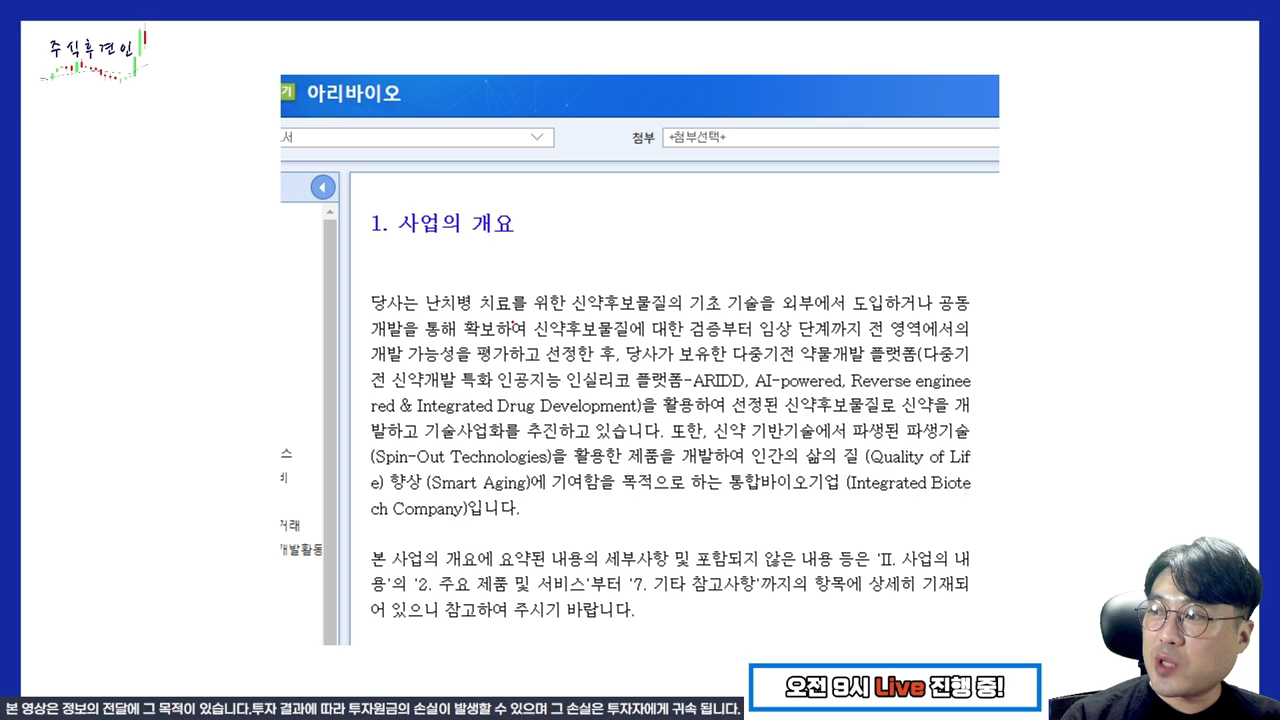 주식후견인
기 아리바이오
서
첨부 +첨부선택+
1. 사업의 개요
당사는 난치병 치료를 위한 신약후보물질의 기초 기술을 외부에서 도입하거나 공동
개발을 통해 확보하여 신약후보물질에 대한 검증부터 임상 단계까지 전 영역에서의
개발 가능성을 평가하고 선정한 후, 당사가 보유한 다중기전 약물개발 플랫폼(다중기
전 신약개발 특화 인공지능 인실리코 플랫폼-ARIDD, AI-powered, Reverse enginee
red & Integrated Drug Development)을 활용하여 선정된 신약후보물질로 신약을 개
발하고 기술사업화를 추진하고 있습니다. 또한, 신약 기반기술에서 파생된 파생기술
(Spin-Out Technologies)을 활용한 제품을 개발하여 인간의 삶의 질 (Quality of Lif
e) 향상 (Smart Aging)에 기여함을 목적으로 하는 통합바이오기업 (Integrated Biote
ch Company)입니다.
스
비
거래
개발활동
본 사업의 개요에 요약된 내용의 세부사항 및 포함되지 않은 내용 등은 'II. 사업의 내
용'의 '2. 주요 제품 및 서비스'부터 '7. 기타 참고사항'까지의 항목에 상세히 기재되
어 있으니 참고하여 주시기 바랍니다.
오전 9시 Live 진행 중!
본 영상은 정보의 전달에 그 목적이 있습니다.투자 결과에 따라 투자원금의 손실이 발생할 수 있으며 그 손실은 투자자에게 귀속 됩니다.